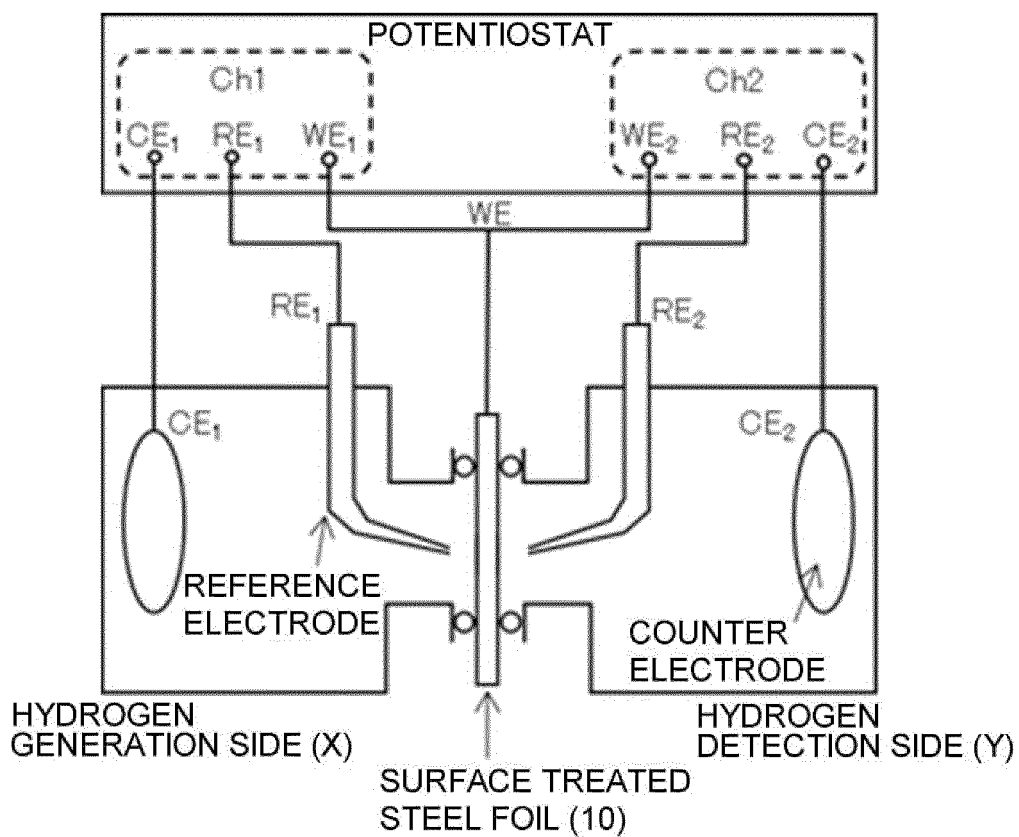 POTENTIOSTAT
Ch1
Ch2
CE₁ RE₁ WE₁
WE₂ RE₂ CE₂
WE
RE₁
RE₂
CE₁
CE₂
REFERENCE
ELECTRODE
COUNTER
ELECTRODE
HYDROGEN
GENERATION SIDE (X)
HYDROGEN
DETECTION SIDE (Y)
SURFACE TREATED
STEEL FOIL (10)